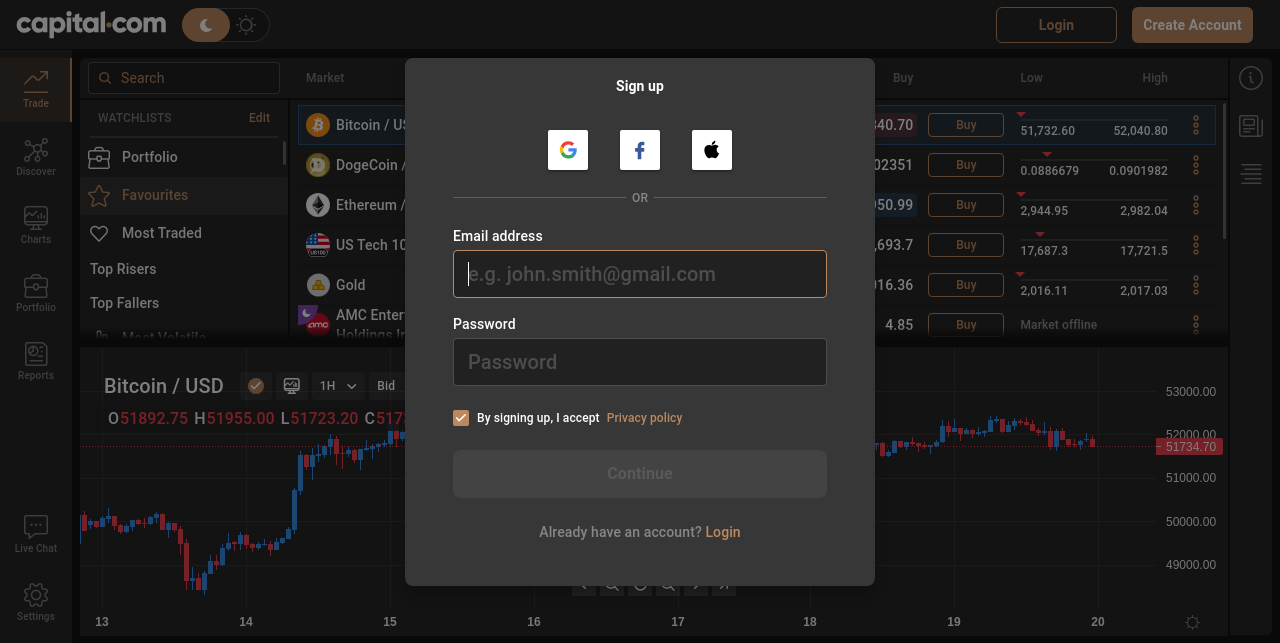 capital.com
Login
Create Account
Trade
Discover
Charts
Portfolio
Reports
Live Chat
Settings
Search
WATCHLISTS
Edit
Portfolio
Favourites
Most Traded
Top Risers
Top Fallers
Most Volatile
Market
Buy
Low
High
Bitcoin / US
340.70
Buy
51,732.60
52,040.80
DogeCoin /
02351
Buy
0.0886679
0.0901982
Ethereum /
950.99
Buy
2,944.95
2,982.04
US100
US Tech 10
,693.7
Buy
17,687.3
17,721.5
Gold
016.36
Buy
2,016.11
2,017.03
amc
AMC Enter
Holdings In
4.85
Buy
Market offline
Sign up
OR
Email address
e.g. john.smith@gmail.com
Password
Password
By signing up, I accept Privacy policy
Continue
Already have an account? Login
Bitcoin / USD
1H
Bid
O51892.75 H51955.00 L51723.20 C517
53000.00
52000.00
51734.70
51000.00
50000.00
49000.00
13
14
15
16
17
18
19
20